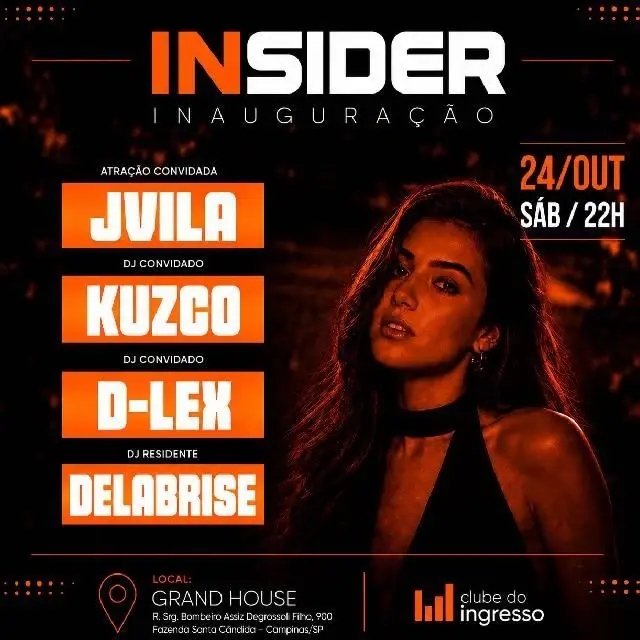 INSIDER
INAUGURAÇÃO
24/OUT
SÁB / 22H
ATRAÇÃO CONVIDADA
JVILA
DJ CONVIDADO
KUZCO
DJ CONVIDADO
D-LEX
DJ RESIDENTE
DELABRISE
LOCAL:
GRAND HOUSE
R. Srg. Bombeiro Assiz Degrossoli Filho, 900
Fazenda Santa Cândida - Campinas/SP
clube do
ingresso